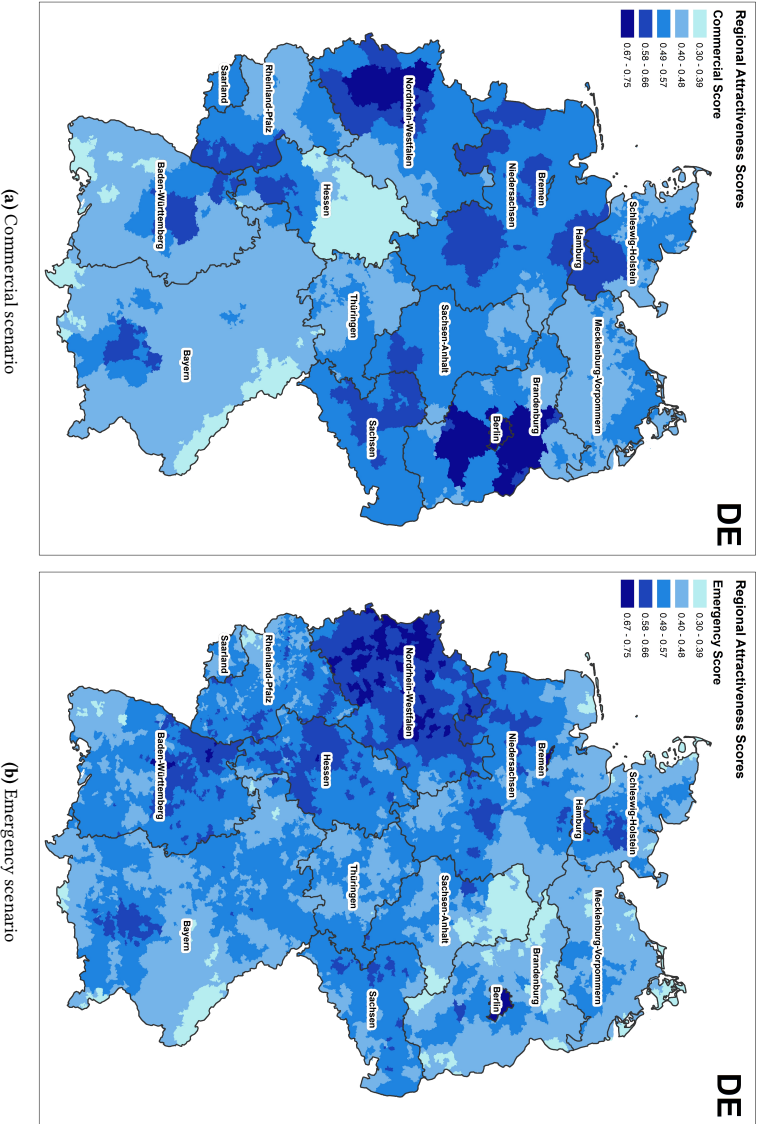 Regional Attractiveness Scores
Commercial Score
0.30 - 0.39
0.40 - 0.48
0.49 - 0.57
0.58 - 0.66
0.67 - 0.75
DE
Schleswig-Holstein
Mecklenburg-Vorpommern
Hamburg
Bremen
Niedersachsen
Brandenburg
Berlin
Sachsen-Anhalt
Nordrhein-Westfalen
Hessen
Thüringen
Sachsen
Rheinland-Pfalz
Saarland
Baden-Württemberg
Bayern
(a) Commercial scenario
Regional Attractiveness Scores
Emergency Score
0.30 - 0.39
0.40 - 0.48
0.49 - 0.57
0.58 - 0.66
0.67 - 0.75
DE
Schleswig-Holstein
Mecklenburg-Vorpommern
Hamburg
Bremen
Niedersachsen
Brandenburg
Berlin
Sachsen-Anhalt
Nordrhein-Westfalen
Hessen
Thüringen
Sachsen
Rheinland-Pfalz
Saarland
Baden-Württemberg
Bayern
(b) Emergency scenario